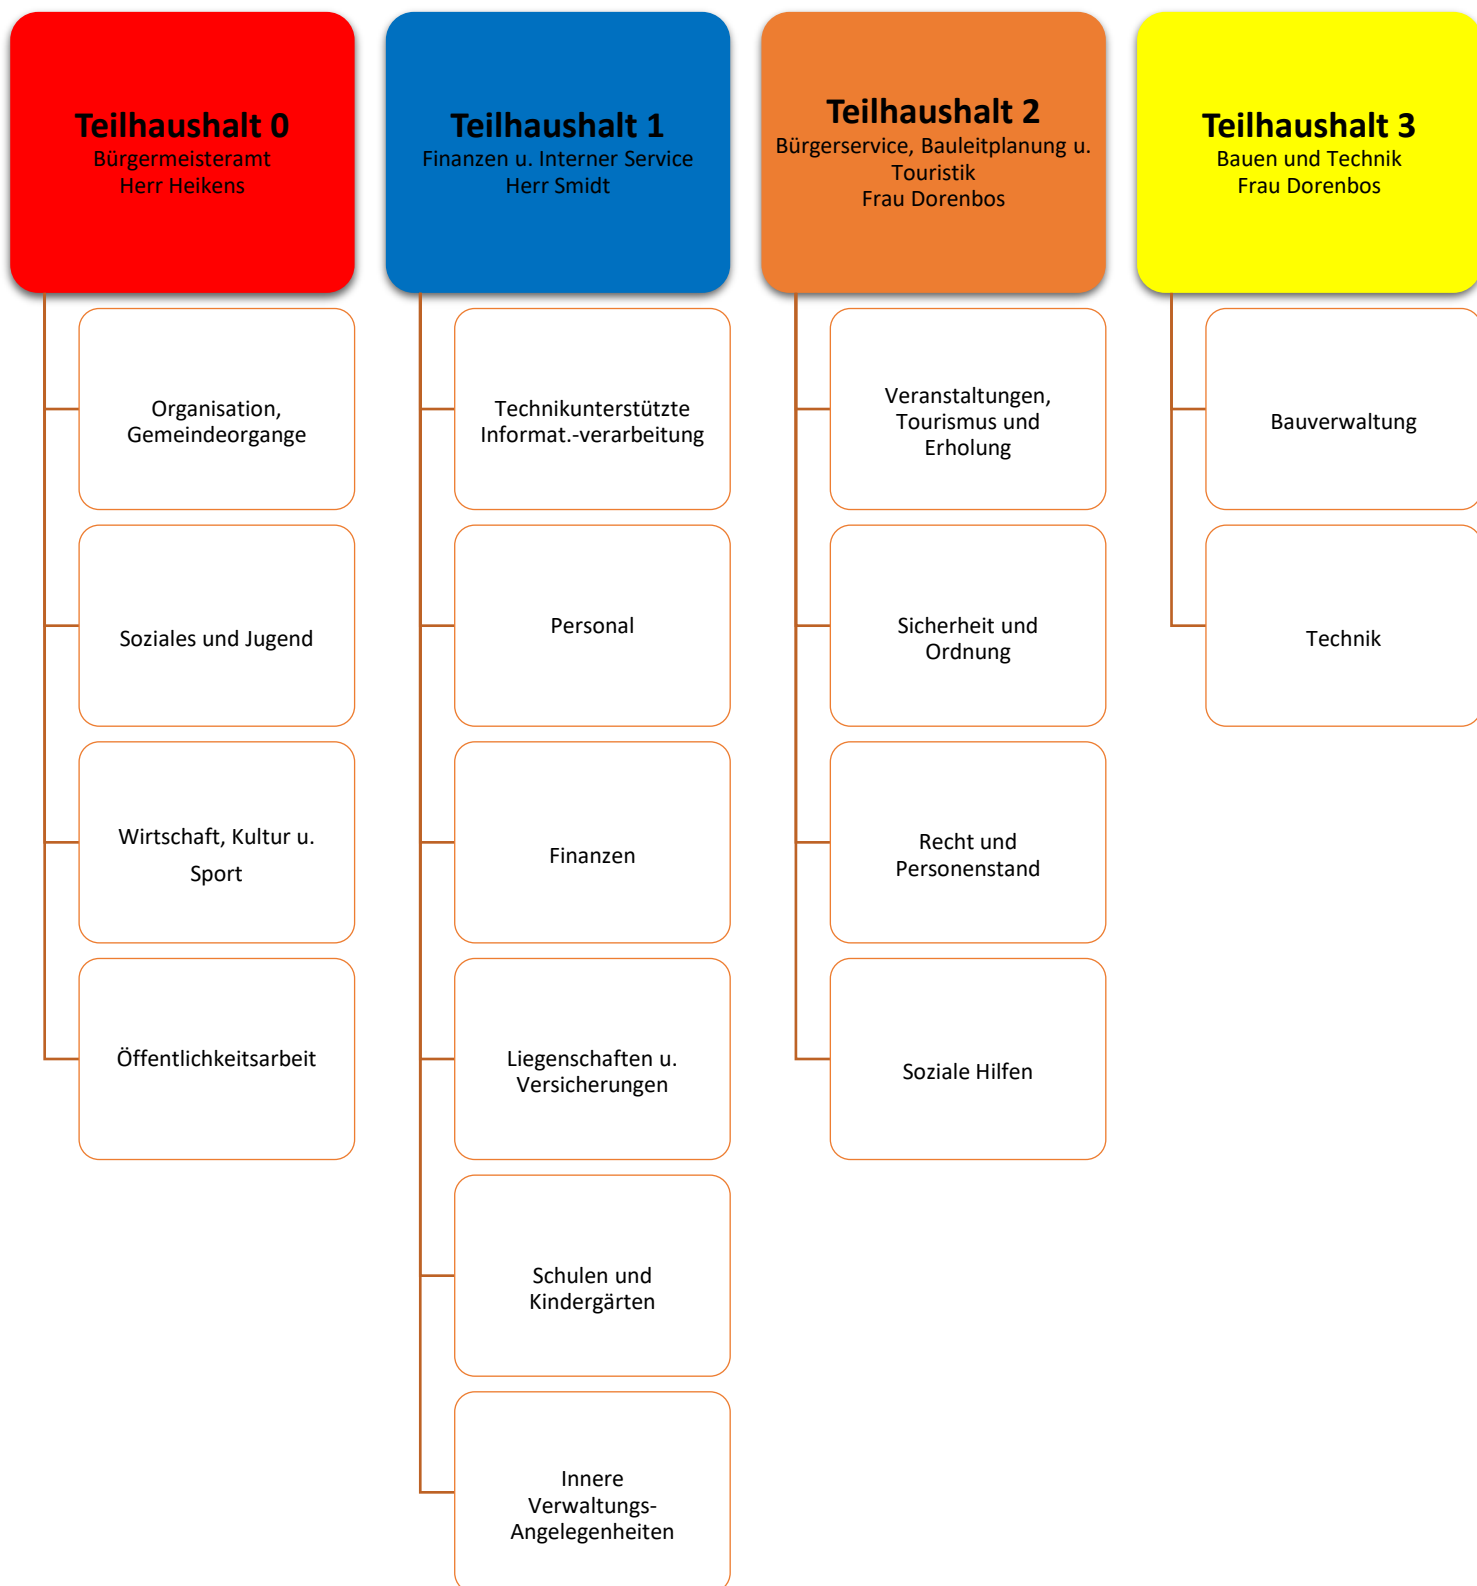 Teilhaushalt 0
Bürgermeisteramt
Herr Heikens
Organisation,
Gemeindeorgange
Soziales und Jugend
Wirtschaft, Kultur u.
Sport
Öffentlichkeitsarbeit
Teilhaushalt 1
Finanzen u. Interner Service
Herr Smidt
Technikunterstützte
Informat.-verarbeitung
Personal
Finanzen
Liegenschaften u.
Versicherungen
Schulen und
Kindergärten
Innere
Verwaltungs-
Angelegenheiten
Teilhaushalt 2
Bürgerservice, Bauleitplanung u.
Touristik
Frau Dorenbos
Veranstaltungen,
Tourismus und
Erholung
Sicherheit und
Ordnung
Recht und
Personenstand
Soziale Hilfen
Teilhaushalt 3
Bauen und Technik
Frau Dorenbos
Bauverwaltung
Technik